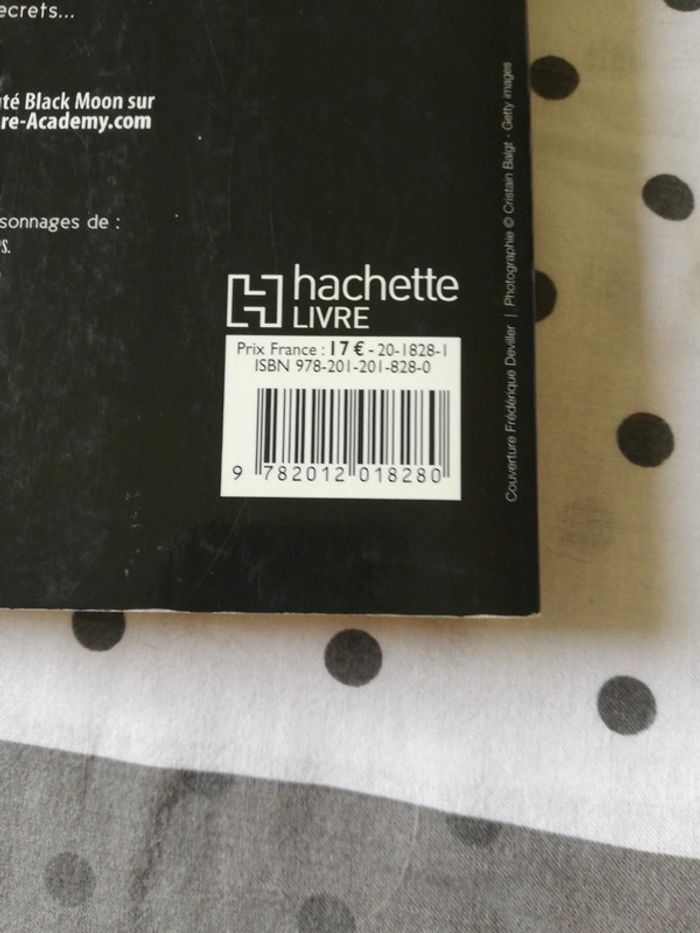 ecrets...
té Black Moon sur
re-Academy.com
sonnages de :
s.
hachette
LIVRE
Prix France : 17 € - 20-1828-1
ISBN 978-201-201-828-0
9 782012 018280
Couverture Frédérique Deviller | Photographie © Cristain Balgt - Getty images